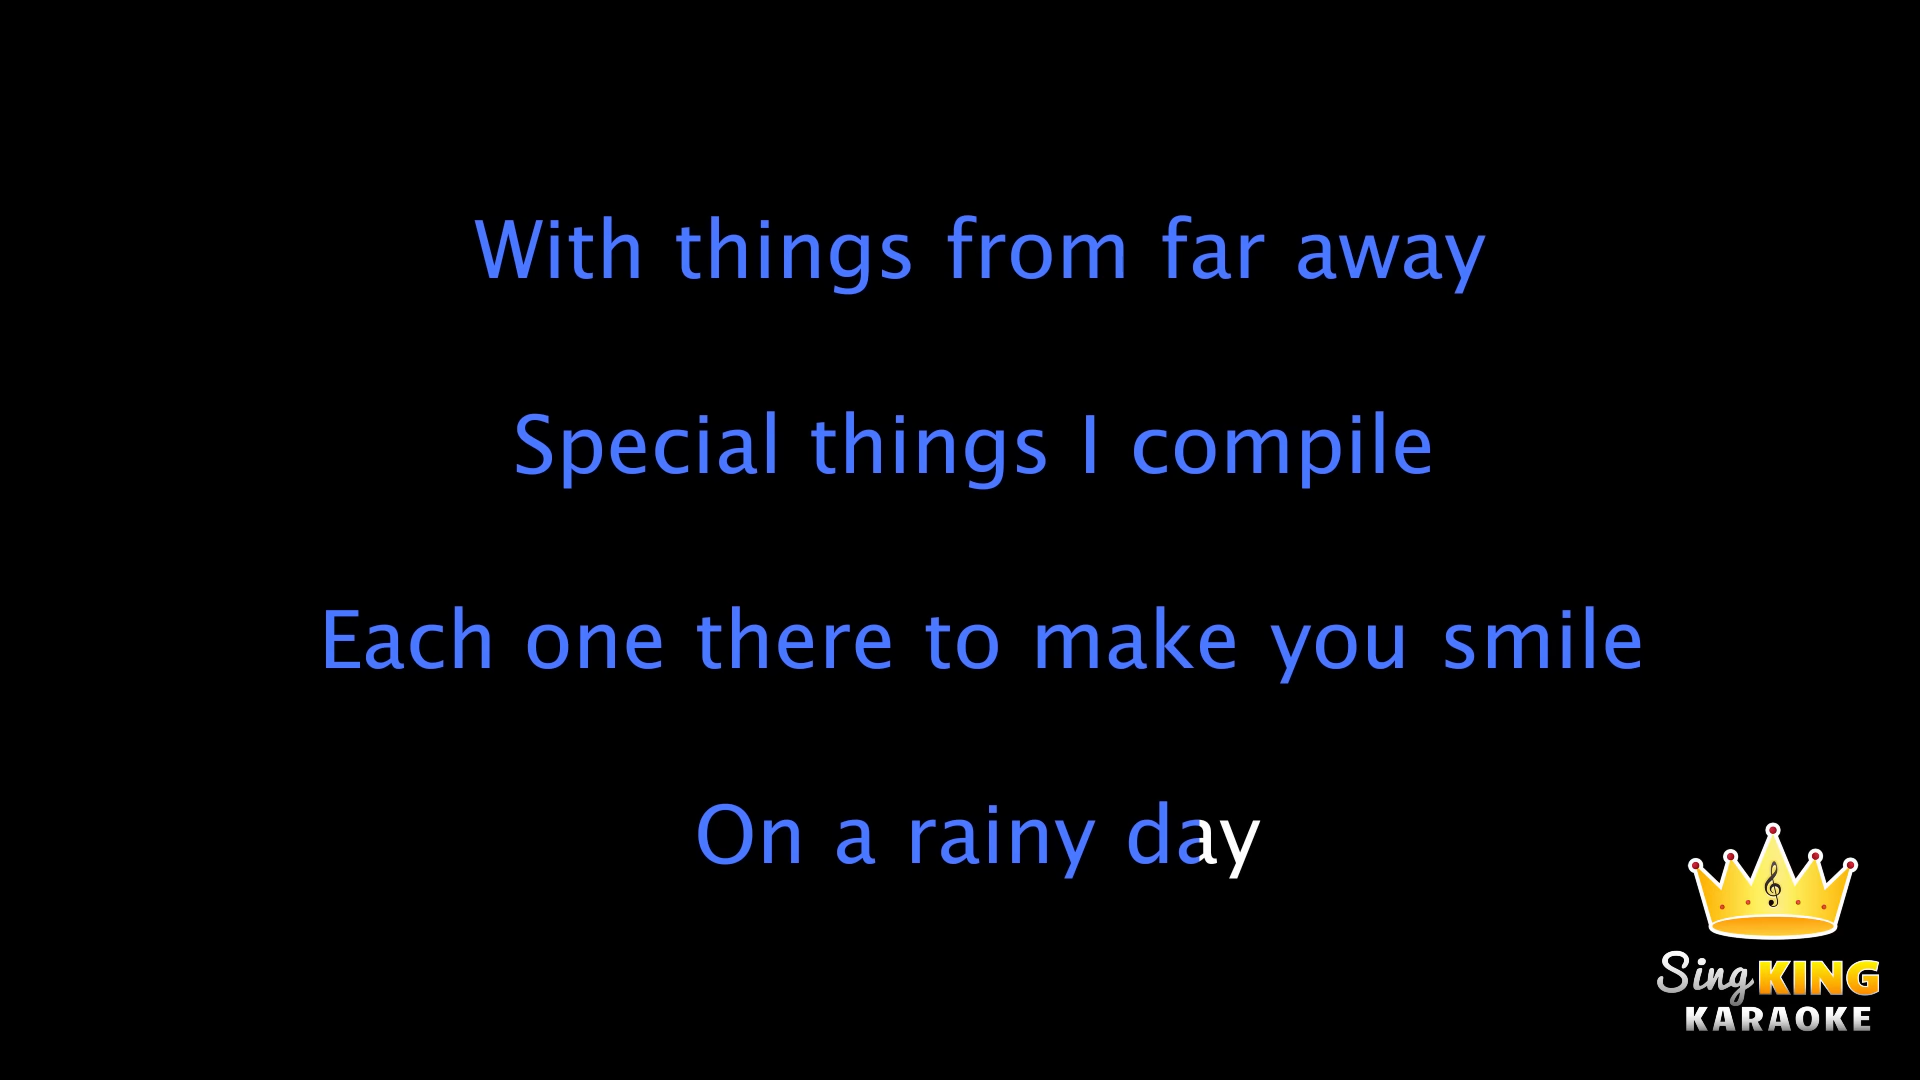 With things from far away
Special things I compile
Each one there to make you smile
On a rainy day
Sing KING
KARAOKE